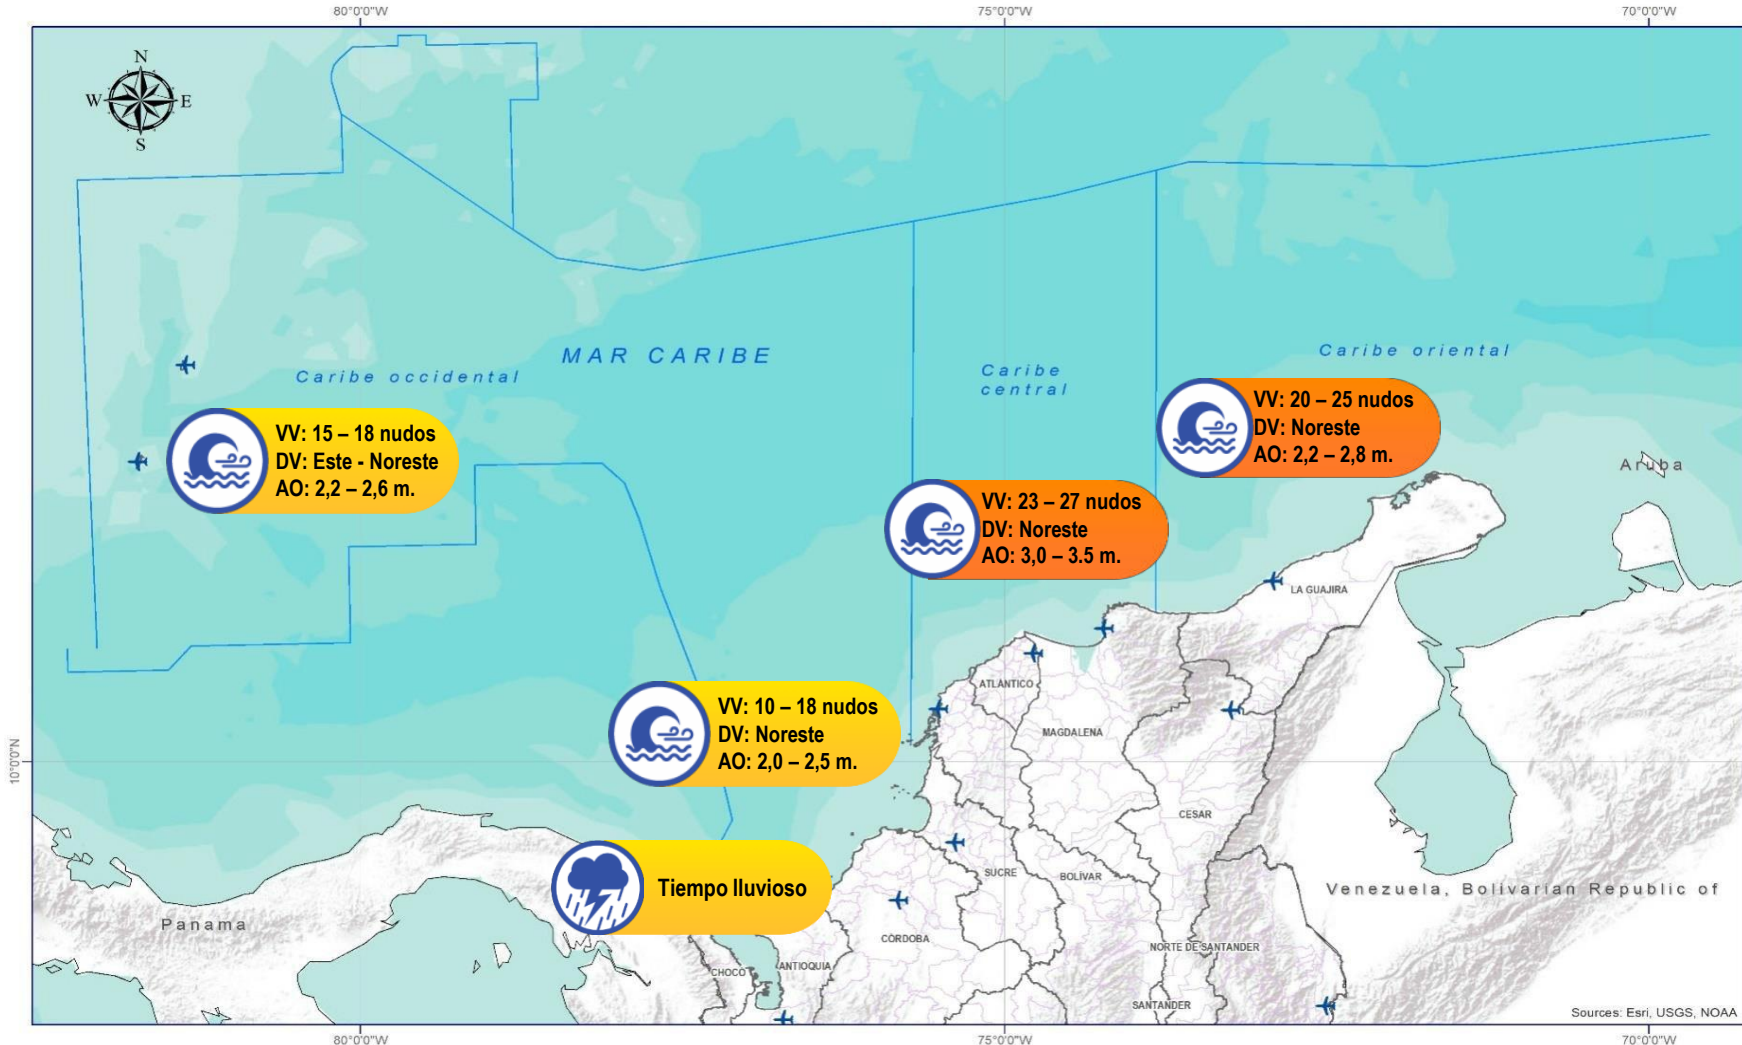 80°0'0"W
75°0'0"W
70°0'0"W
N
W
E
S
MAR CARIBE
Caribe occidental
Caribe
central
Caribe oriental
VV: 20 – 25 nudos
DV: Noreste
AO: 2,2 – 2,8 m.
VV: 15 – 18 nudos
DV: Este - Noreste
AO: 2,2 – 2,6 m.
Aruba
VV: 23 – 27 nudos
DV: Noreste
AO: 3,0 – 3.5 m.
LA GUAJIRA
ATLÁNTICO
VV: 10 – 18 nudos
DV: Noreste
AO: 2,0 – 2,5 m.
MAGDALENA
10°0'0"N
CESAR
Tiempo lluvioso
SUCRE
BOLÍVAR
Venezuela, Bolivarian Republic of
Panama
CÓRDOBA
NORTE DE SANTANDER
CHOCÓ
ANTIOQUIA
SANTANDER
Sources: Esri, USGS, NOAA
80°0'0"W
75°0'0"W
70°0'0"W